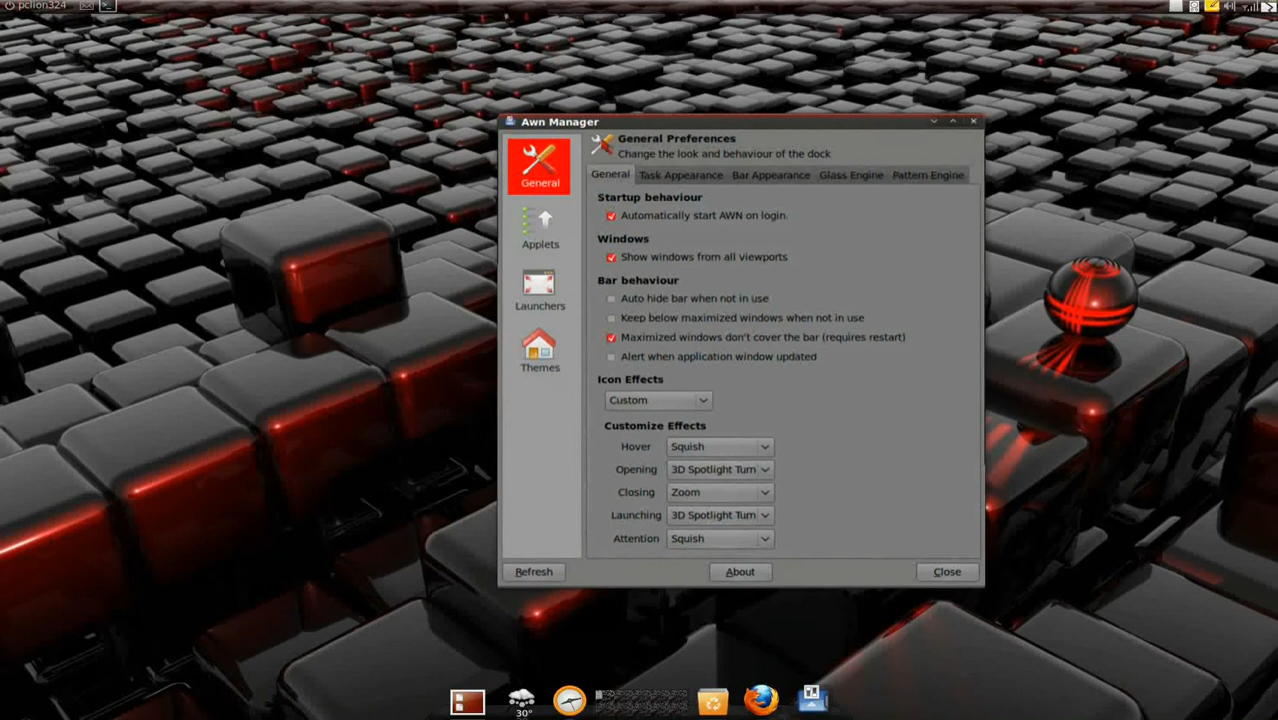 pclion324
Awn Manager
General Preferences
Change the look and behaviour of the dock
General
Applets
Launchers
Themes
General Task Appearance Bar Appearance Glass Engine Pattern Engine
Startup behaviour
Automatically start AWN on login.
Windows
Show windows from all viewports
Bar behaviour
Auto hide bar when not in use
Keep below maximized windows when not in use
Maximized windows don't cover the bar (requires restart)
Alert when application window updated
Icon Effects
Custom
Customize Effects
Hover Squish
Opening 3D Spotlight Turn
Closing Zoom
Launching 3D Spotlight Turn
Attention Squish
Refresh About Close
30°